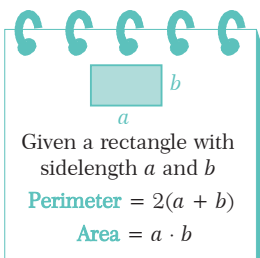 b
a
Given a rectangle with
sidelength a and b
Perimeter = 2(a + b)
Area = a · b